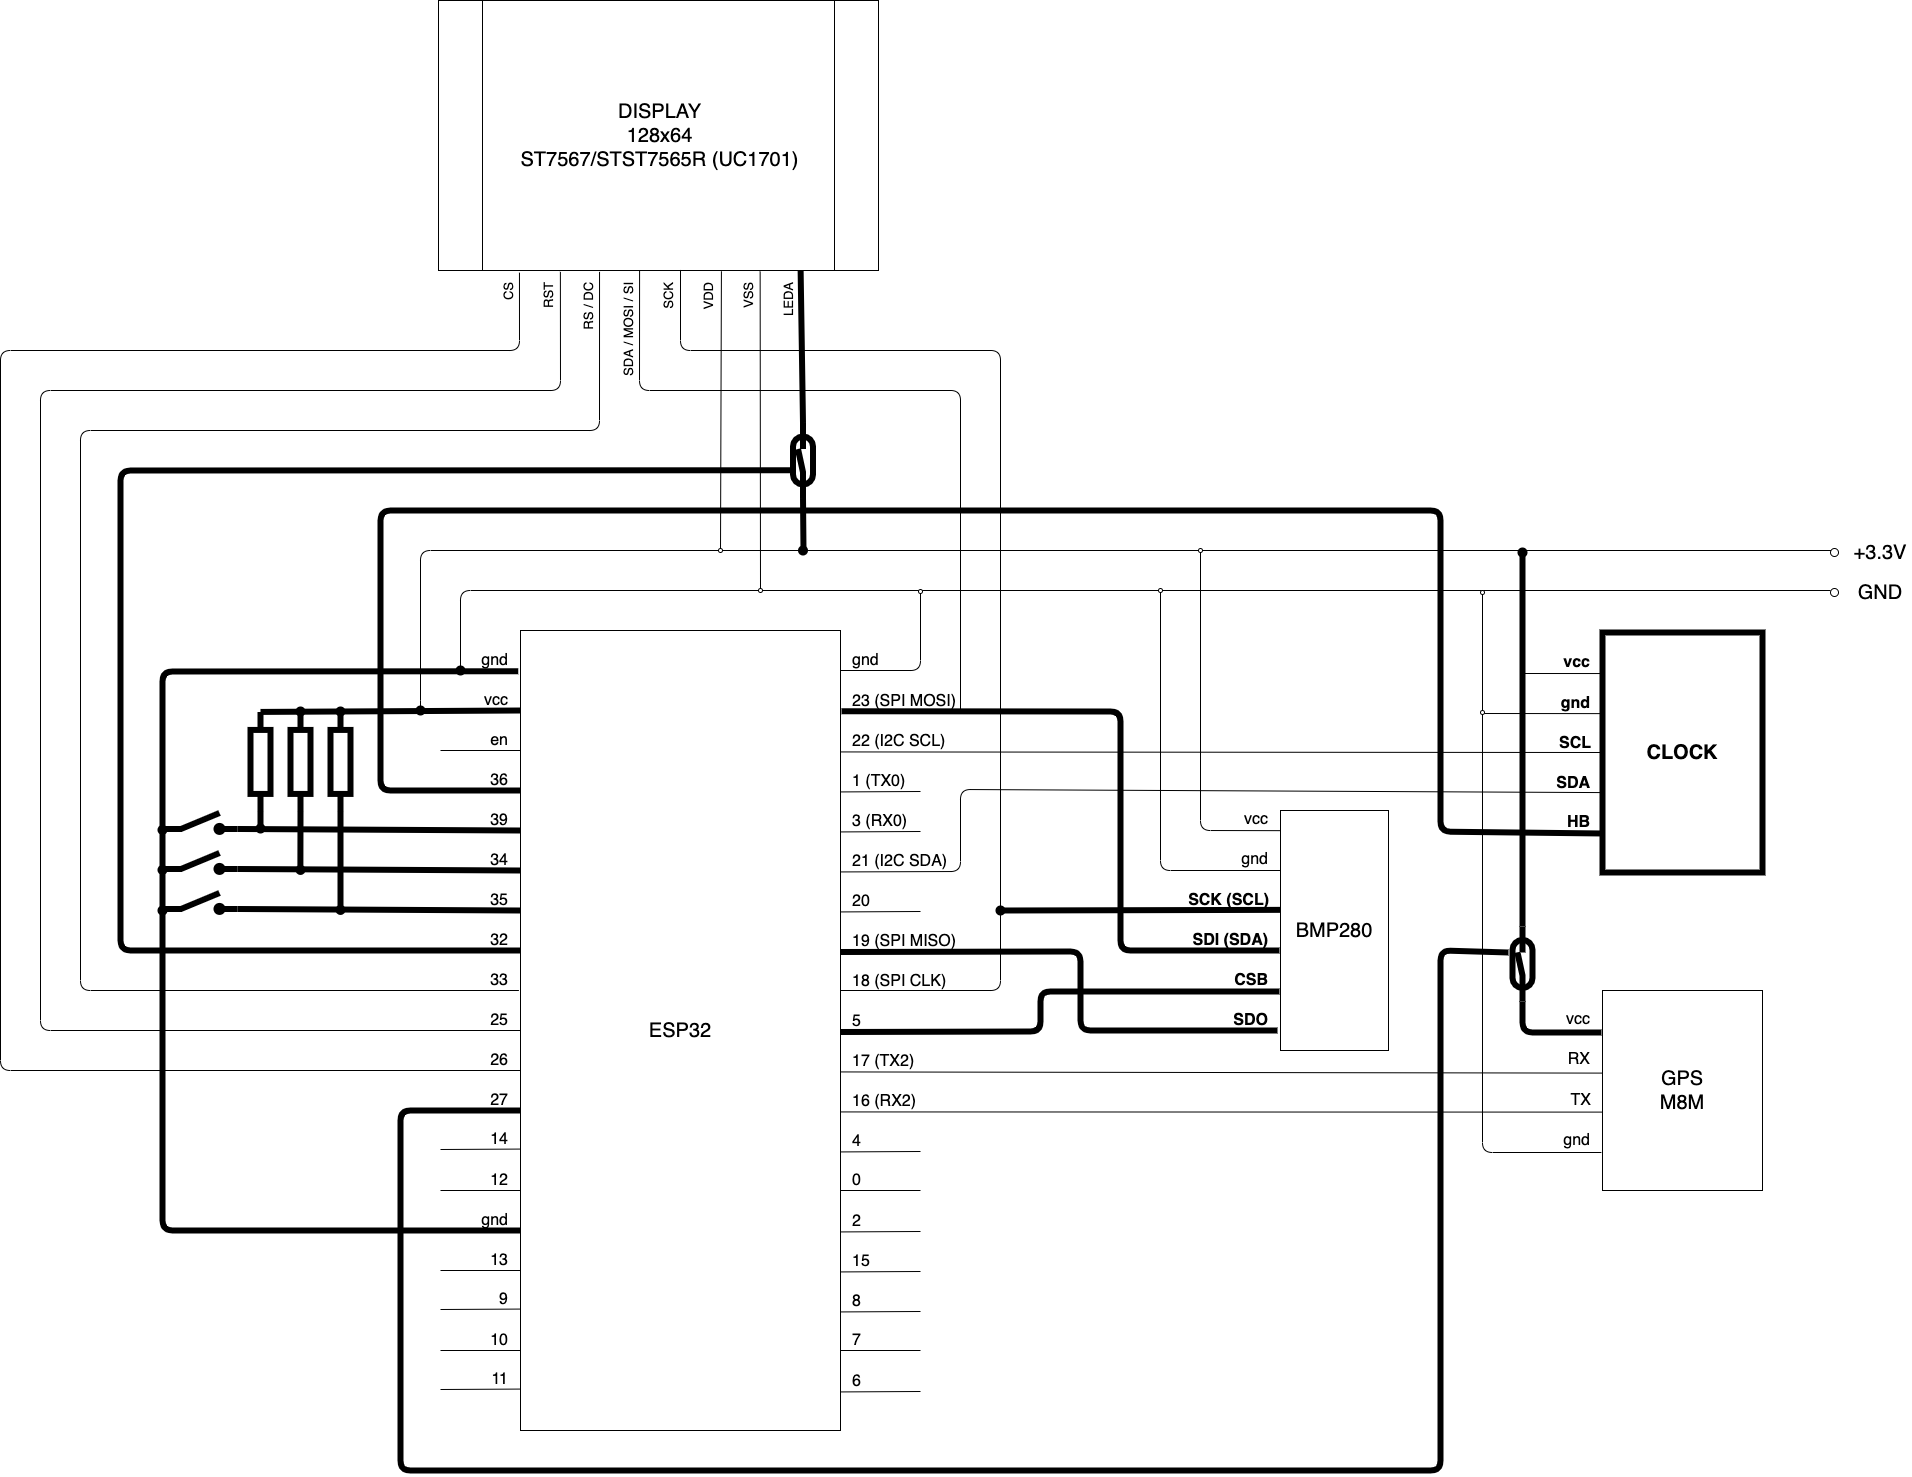 DISPLAY
128x64
ST7567/STST7565R (UC1701)
CS
RST
RS / DC
SDA / MOSI / SI
SCK
VDD
VSS
LEDA
+3.3V
GND
gnd
vcc
en
36
39
34
35
32
33
25
26
27
14
12
gnd
13
9
10
11
ESP32
gnd
23 (SPI MOSI)
22 (I2C SCL)
1 (TX0)
3 (RX0)
21 (I2C SDA)
20
19 (SPI MISO)
18 (SPI CLK)
5
17 (TX2)
16 (RX2)
4
0
2
15
8
7
6
vcc
gnd
SCK (SCL)
SDI (SDA)
CSB
SDO
BMP280
vcc
gnd
SCL
SDA
HB
CLOCK
vcc
RX
TX
gnd
GPS
M8M